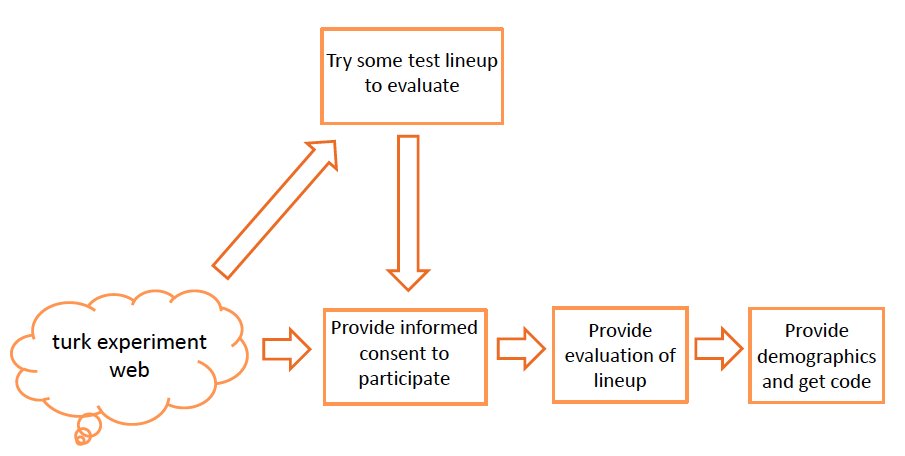 Try some test lineup
to evaluate
turk experiment
web
Provide informed
consent to
participate
Provide
evaluation of
lineup
Provide
demographics
and get code